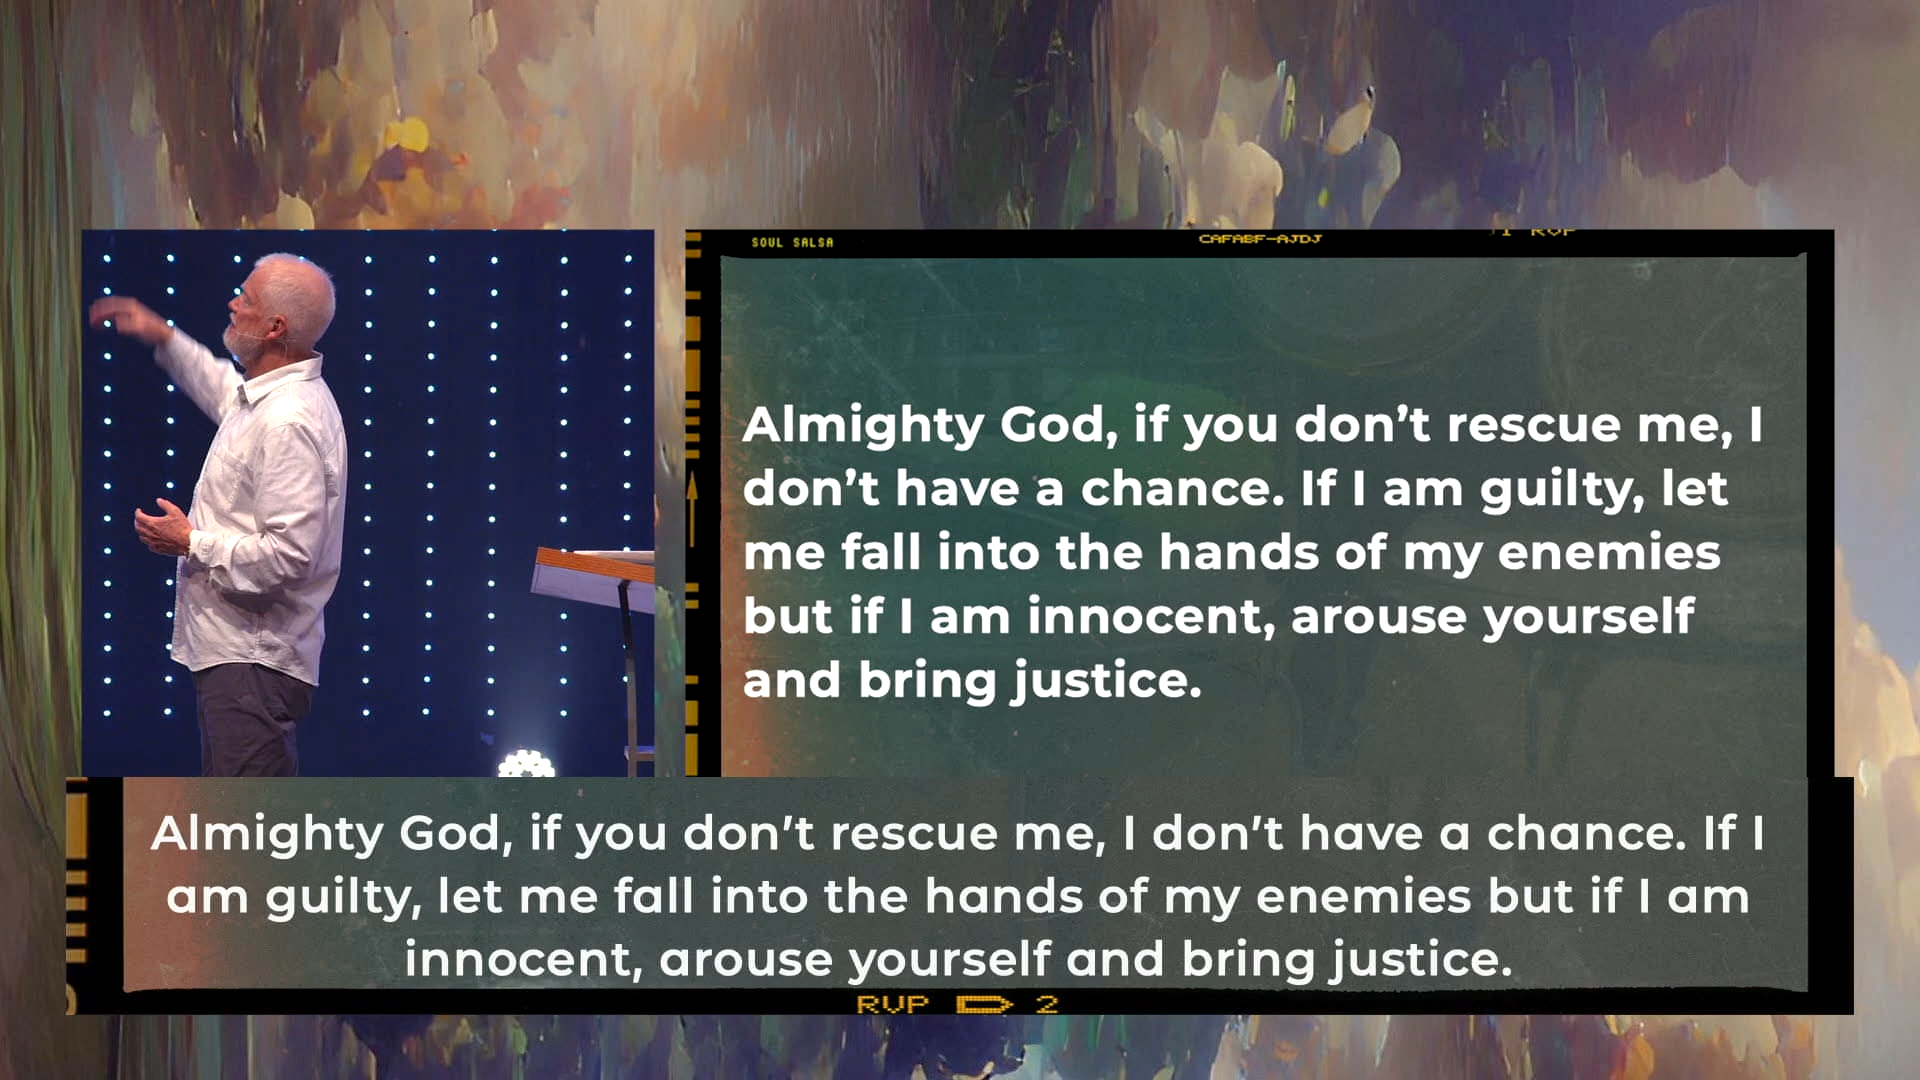 SOUL SALSA
CAFABF-AJDJ
Almighty God, if you don’t rescue me, I
don’t have a chance. If I am guilty, let
me fall into the hands of my enemies
but if I am innocent, arouse yourself
and bring justice.
Almighty God, if you don’t rescue me, I don’t have a chance. If I
am guilty, let me fall into the hands of my enemies but if I am
innocent, arouse yourself and bring justice.
RVP 2